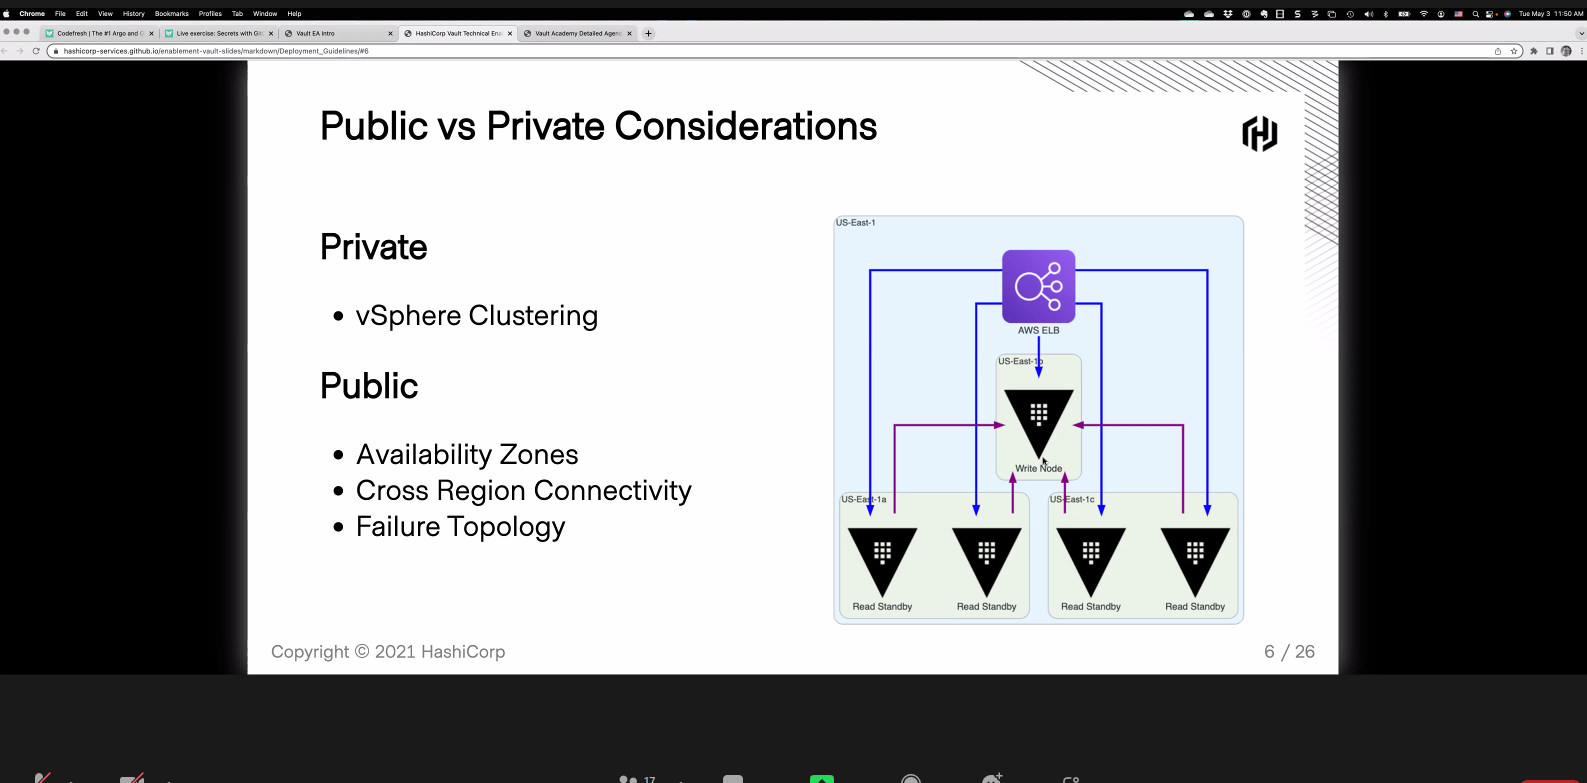 Chrome File Edit View History Bookmarks Profiles Tab Window Help
Tue May 3 11:50 AM
Codefresh | The #1 Argo and G
Live exercise: Secrets with Git
Vault EA Intro
HashiCorp Vault Technical Ena
Vault Academy Detailed Agend
hashicorp-services.github.io/enablement-vault-slides/markdown/Deployment_Guidelines/#6
Public vs Private Considerations
Private
• vSphere Clustering
Public
• Availability Zones
• Cross Region Connectivity
• Failure Topology
US-East-1
AWS ELB
US-East-1b
Write Node
US-East-1a
US-East-1c
Read Standby
Read Standby
Read Standby
Read Standby
Copyright © 2021 HashiCorp
6 / 26
17